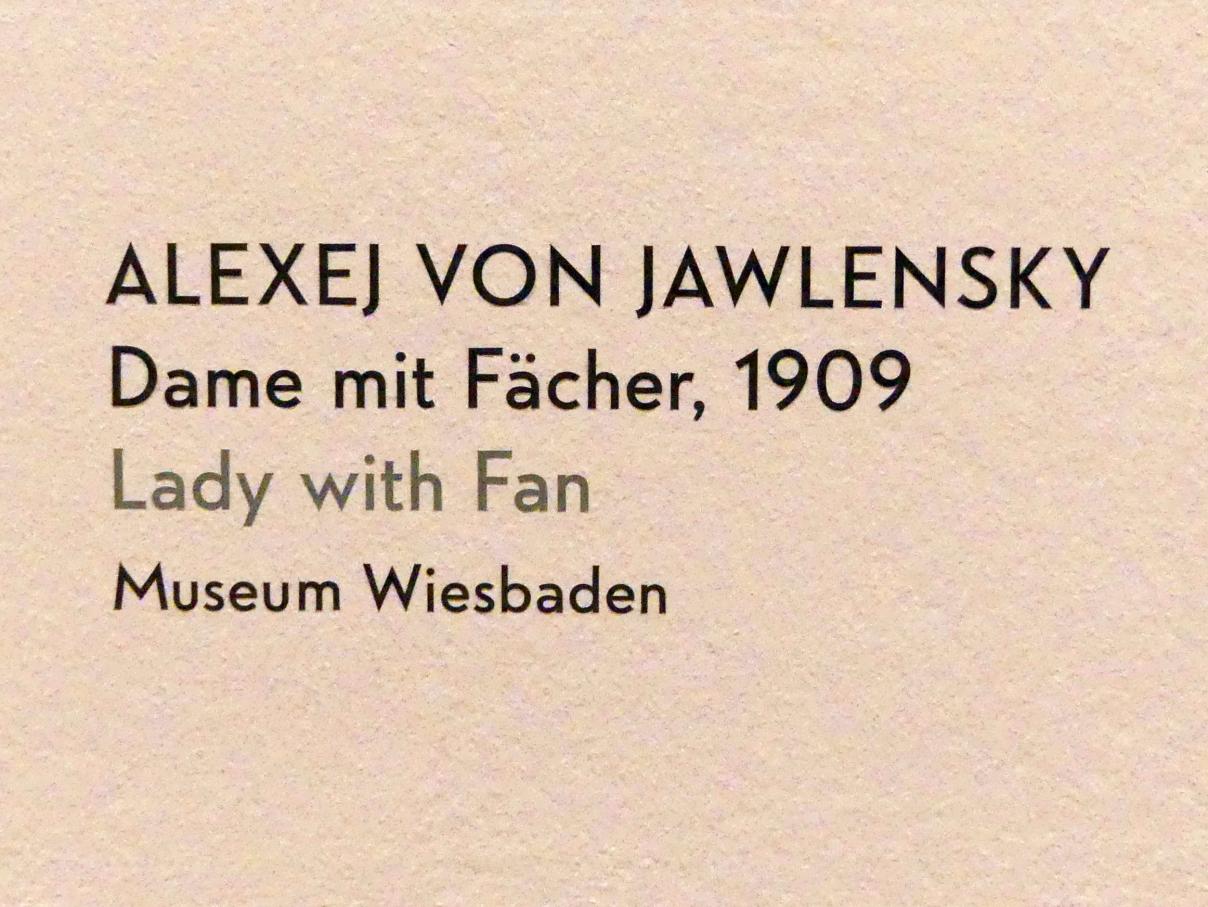 ALEXEJ VON JAWLENSKY
Dame mit Fächer, 1909
Lady with Fan
Museum Wiesbaden